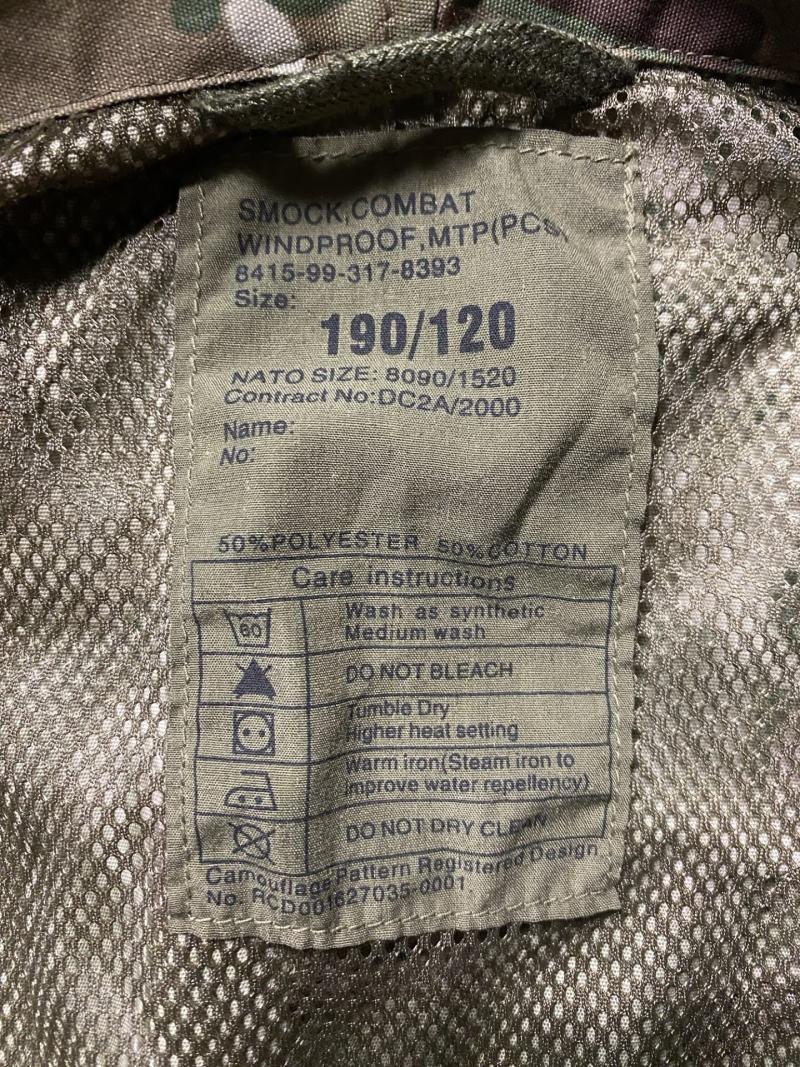 SMOCK,COMBAT
WINDPROOF,MTP(PCS)
8415-99-317-8393
Size:
190/120
NATO SIZE: 8090/1520
Contract No:DC2A/2000
Name:
No:
50%POLYESTER 50%COTTON
Care instructions
60
Wash as synthetic
Medium wash
DO NOT BLEACH
Tumble Dry
Higher heat setting
Warm iron(Steam iron to
improve water repellency)
DO NOT DRY CLEAN
Camouflage Pattern Registered Design
No. RCD001627035-0001